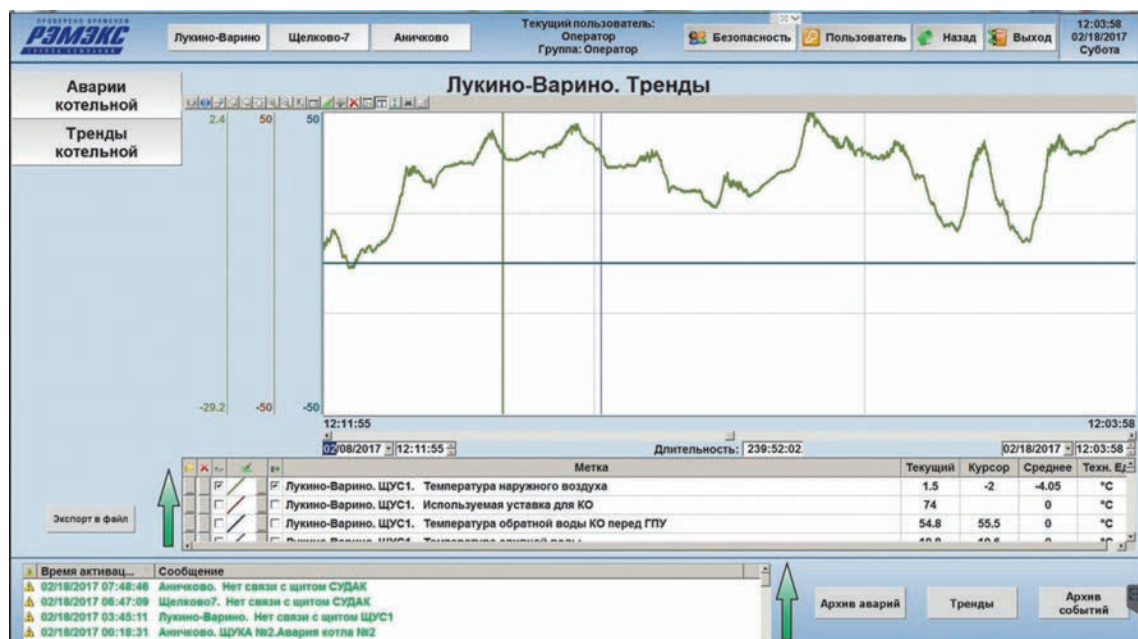 ПРОВЕРЕНО ВРЕМЕНЕМ
РЭМЭКС
ГРУППА КОМПАНИЙ
Лукино-Варино
Щелково-7
Аничково
Текущий пользователь:
Оператор
Группа: Оператор
Безопасность
Пользователь
Назад
Выход
12:03:58
02/18/2017
Суббота
Аварии
котельной
Тренды
котельной
Лукино-Варино. Тренды
2.4 50 50
-29.2 -50 -50
12:11:55 12:03:58
02/08/2017 12:11:55 Длительность: 239:52:02 02/18/2017 12:03:58
Метка Текущий Курсор Среднее Техн. Е
Лукино-Варино. ЩУС1. Температура наружного воздуха 1.5 -2 -4.05 °C
Лукино-Варино. ЩУС1. Используемая уставка для КО 74 0 °C
Лукино-Варино. ЩУС1. Температура обратной воды КО перед ГПУ 54.8 55.5 0 °C
Экспорт в файл
Время активац... Сообщение
02/18/2017 07:48:46 Аничково. Нет связи с щитом СУДАК
02/18/2017 06:47:09 Щелково7. Нет связи с щитом СУДАК
02/18/2017 03:45:11 Лукино-Варино. Нет связи с щитом ЩУС1
02/18/2017 00:18:31 Аничково. ЩУКА №2.Авария котла №2
Архив аварий
Тренды
Архив
событий